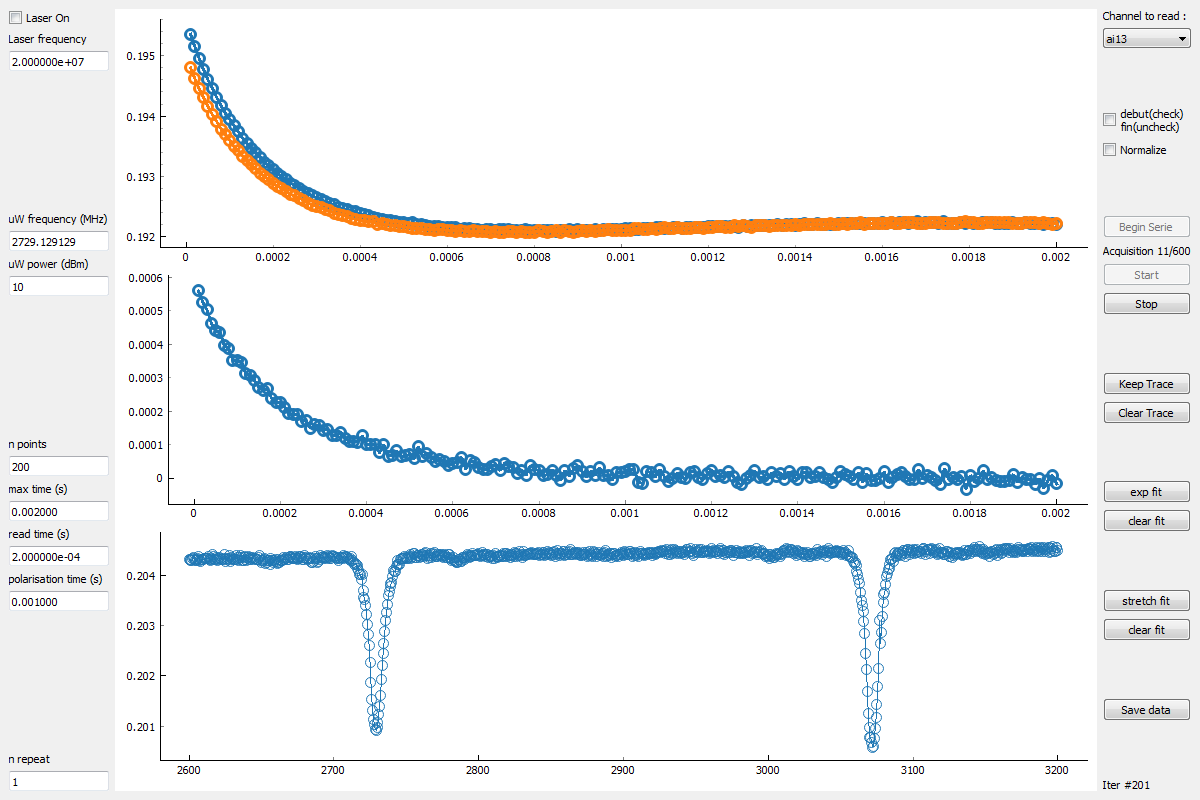 Laser On
Laser frequency
2.000000e+07
uW frequency (MHz)
2729.129129
uW power (dBm)
10
n points
200
max time (s)
0.002000
read time (s)
2.000000e-04
polarisation time (s)
0.001000
n repeat
1
0.195
0.194
0.193
0.192
0 0.0002 0.0004 0.0006 0.0008 0.001 0.0012 0.0014 0.0016 0.0018 0.002
0.0006
0.0005
0.0004
0.0003
0.0002
0.0001
0
0 0.0002 0.0004 0.0006 0.0008 0.001 0.0012 0.0014 0.0016 0.0018 0.002
0.204
0.203
0.202
0.201
2600 2700 2800 2900 3000 3100 3200
Channel to read :
ai13
debut(check)
fin(uncheck)
Normalize
Begin Serie
Acquisition 11/600
Start
Stop
Keep Trace
Clear Trace
exp fit
clear fit
stretch fit
clear fit
Save data
Iter #201